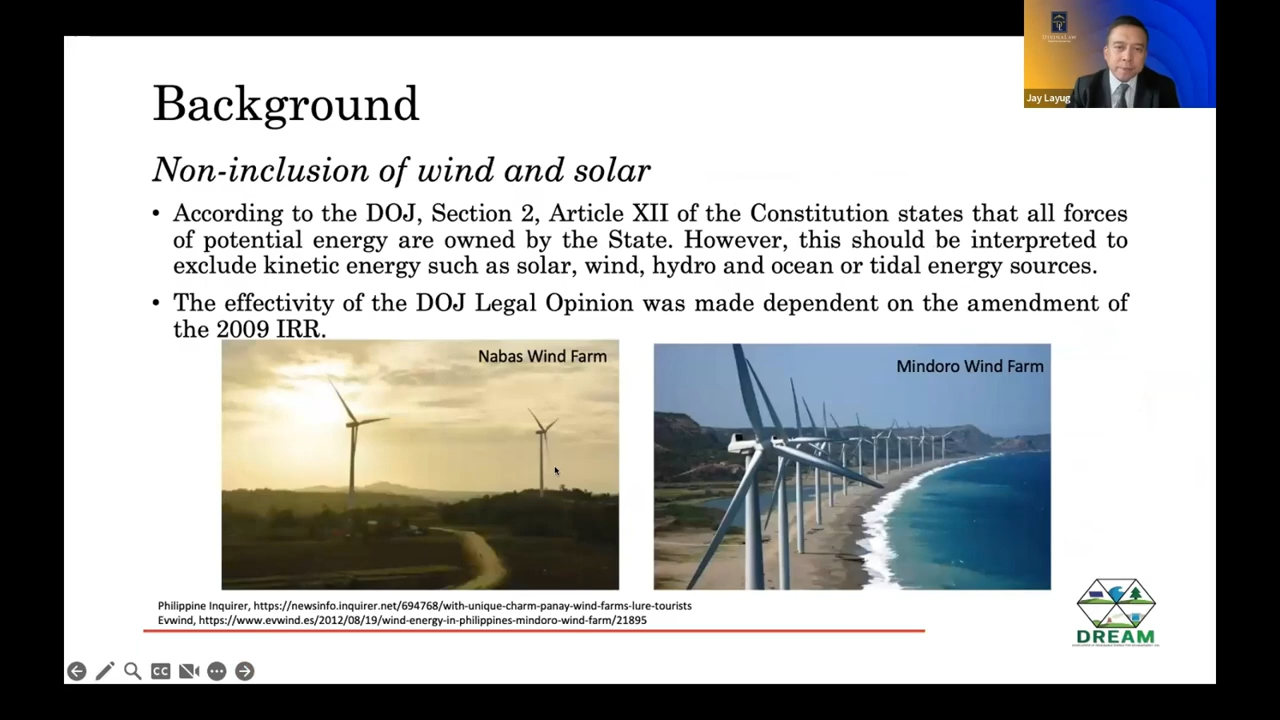 DIVINALAW
Jay Layug
Background
Non-inclusion of wind and solar
• According to the DOJ, Section 2, Article XII of the Constitution states that all forces
of potential energy are owned by the State. However, this should be interpreted to
exclude kinetic energy such as solar, wind, hydro and ocean or tidal energy sources.
• The effectivity of the DOJ Legal Opinion was made dependent on the amendment of
the 2009 IRR.
Nabas Wind Farm
Mindoro Wind Farm
Philippine Inquirer, https://newsinfo.inquirer.net/694768/with-unique-charm-panay-wind-farms-lure-tourists
Evwind, https://www.evwind.es/2012/08/19/wind-energy-in-philippines-mindoro-wind-farm/21895
DREAM
CC